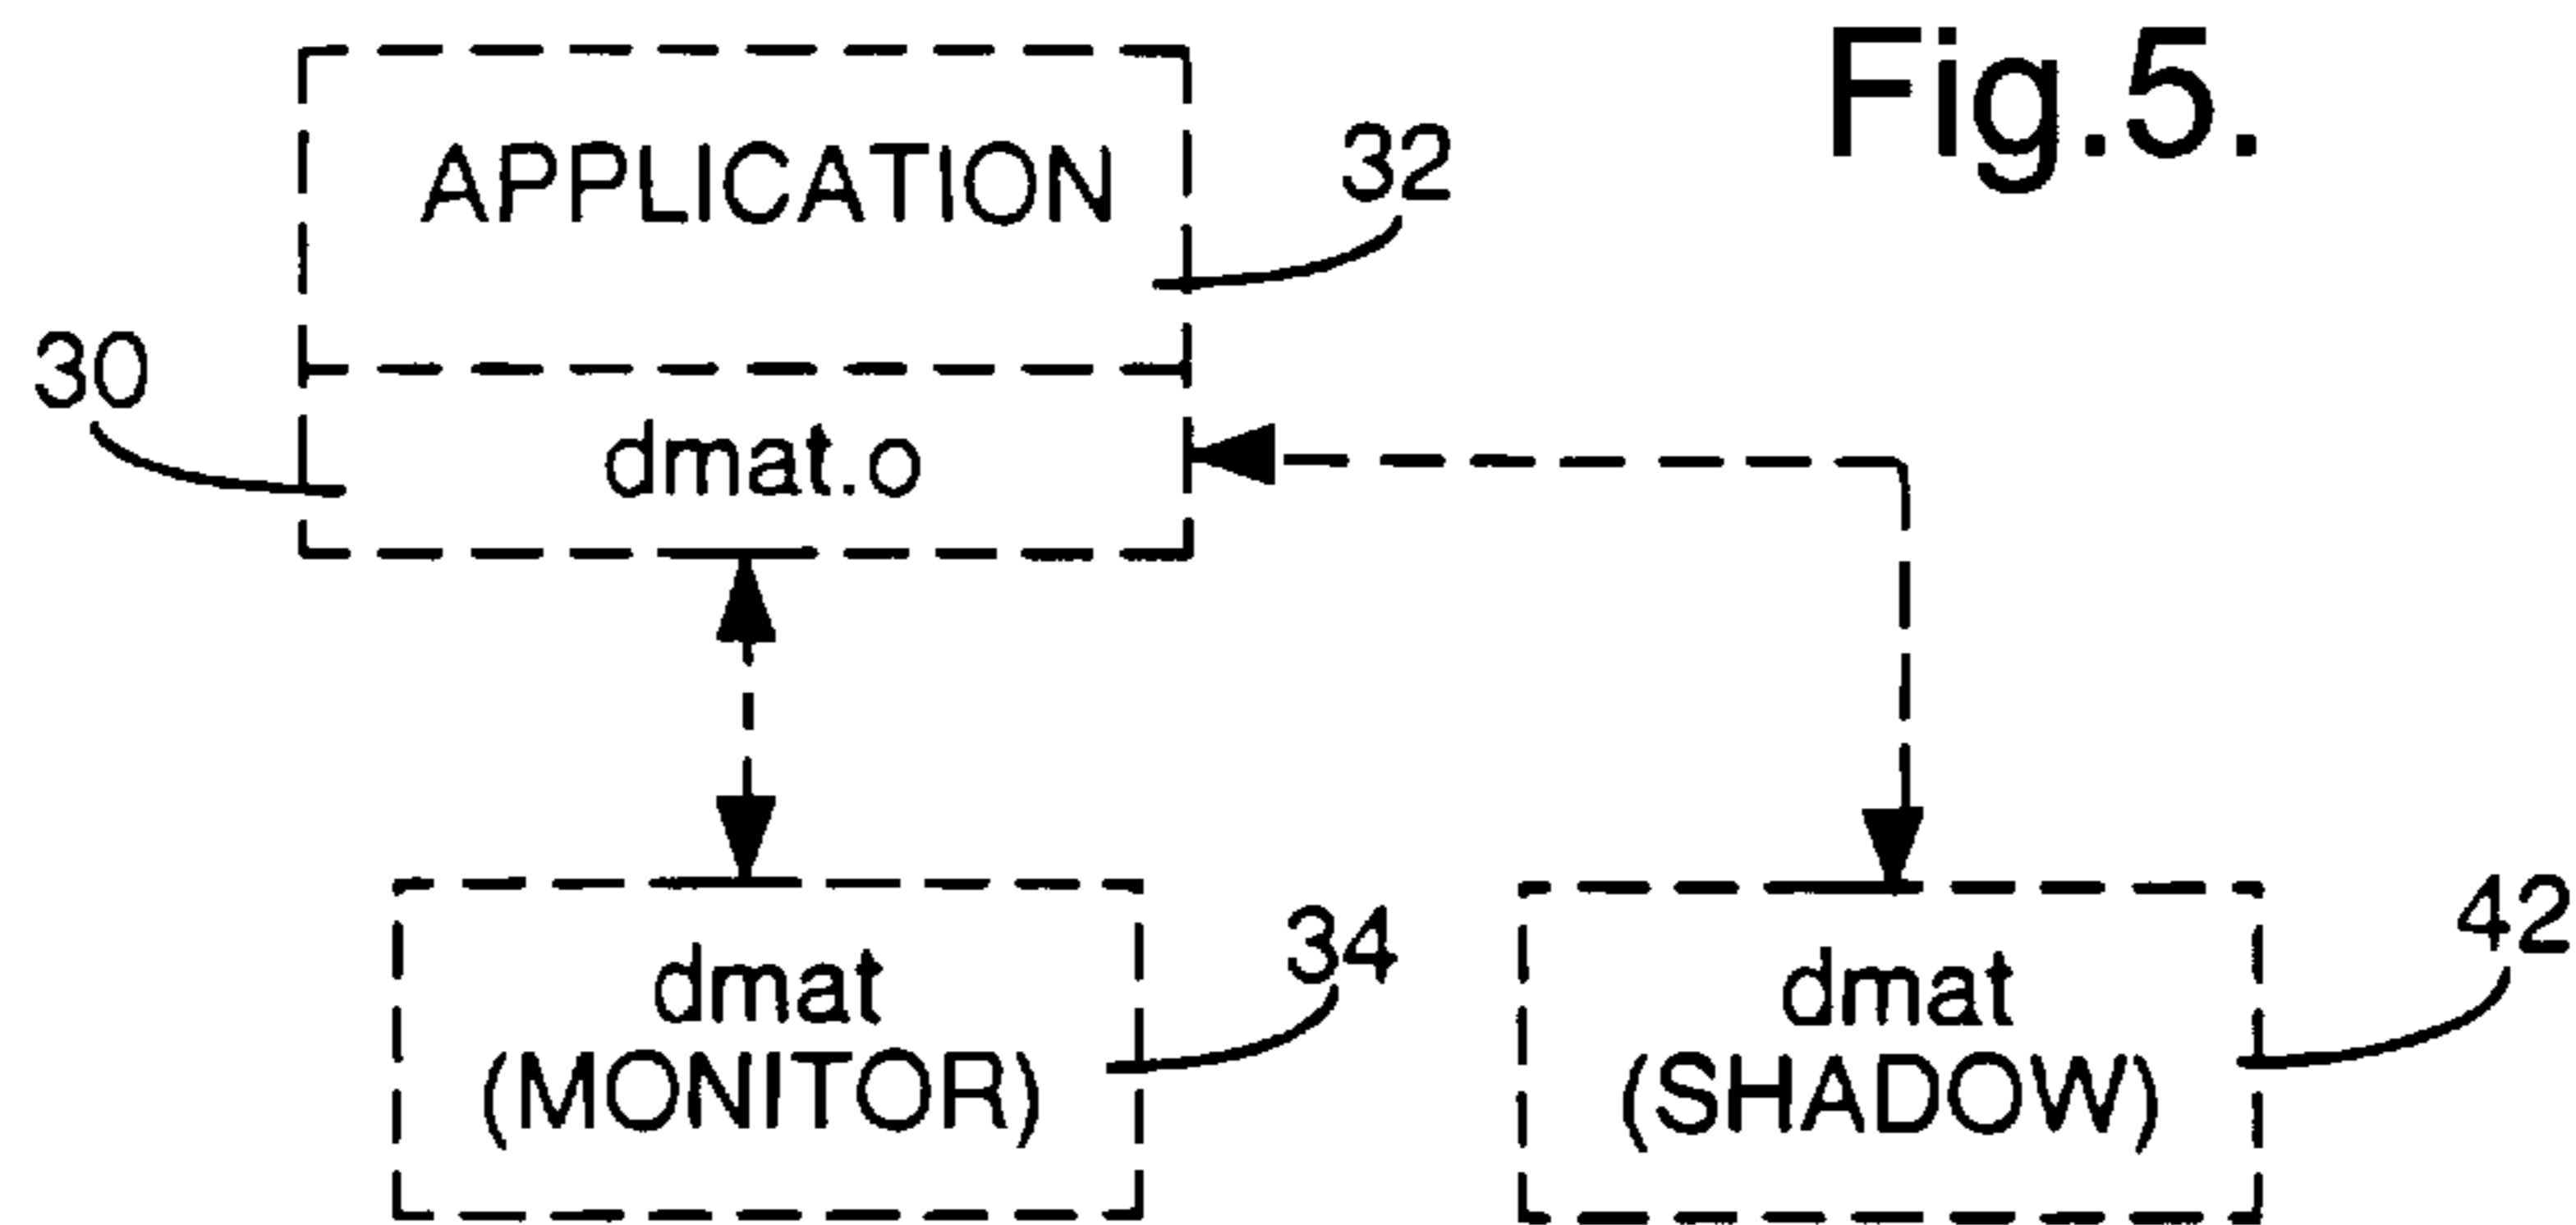 Fig.5.
APPLICATION
32
30
dmat.o
dmat
(MONITOR)
34
dmat
(SHADOW)
42